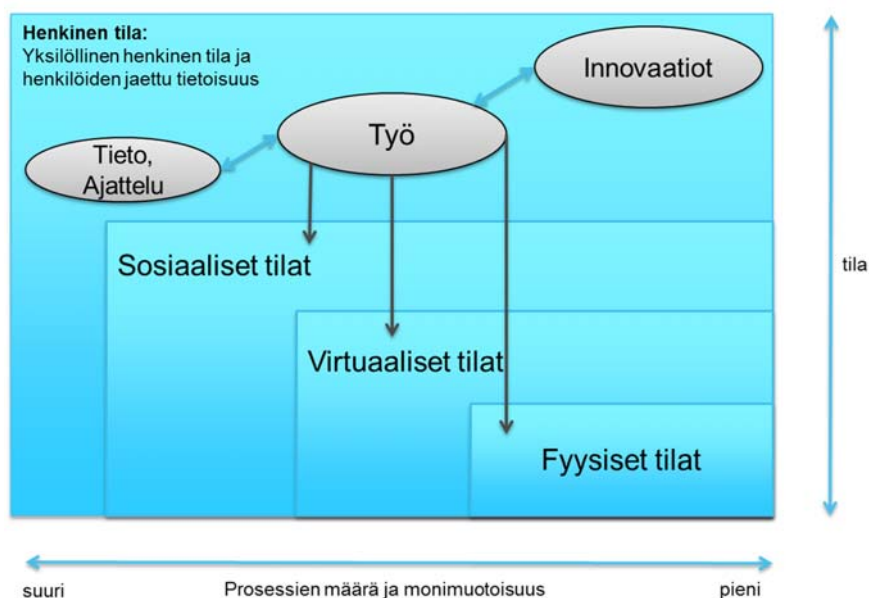 Henkinen tila:
Yksilöllinen henkinen tila ja
henkilöiden jaettu tietoisuus
Innovaatiot
Työ
Tieto,
Ajattelu
Sosiaaliset tilat
tila
Virtuaaliset tilat
Fyysiset tilat
suuri Prosessien määrä ja monimuotoisuus pieni